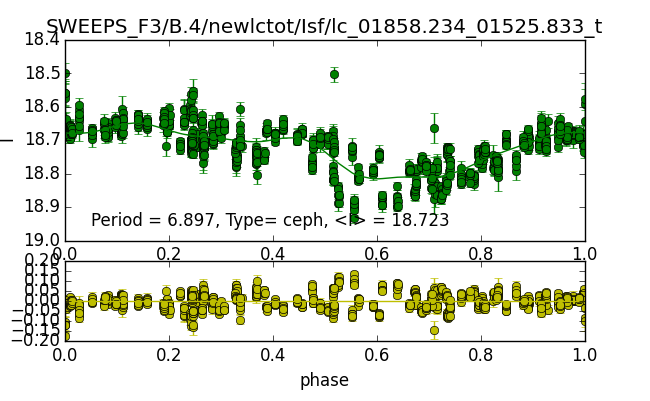 SWEEPS_F3/B.4/newlctot/Isf/lc_01858.234_01525.833_t
18.4
18.5
18.6
18.7
18.8
18.9
19.0
I
Period = 6.897, Type= ceph, <I> = 18.723
0.0 0.2 0.4 0.6 0.8 1.0
0.20
0.15
0.10
0.05
0.00
−0.05
−0.10
−0.15
−0.20
0.0 0.2 0.4 0.6 0.8 1.0
phase